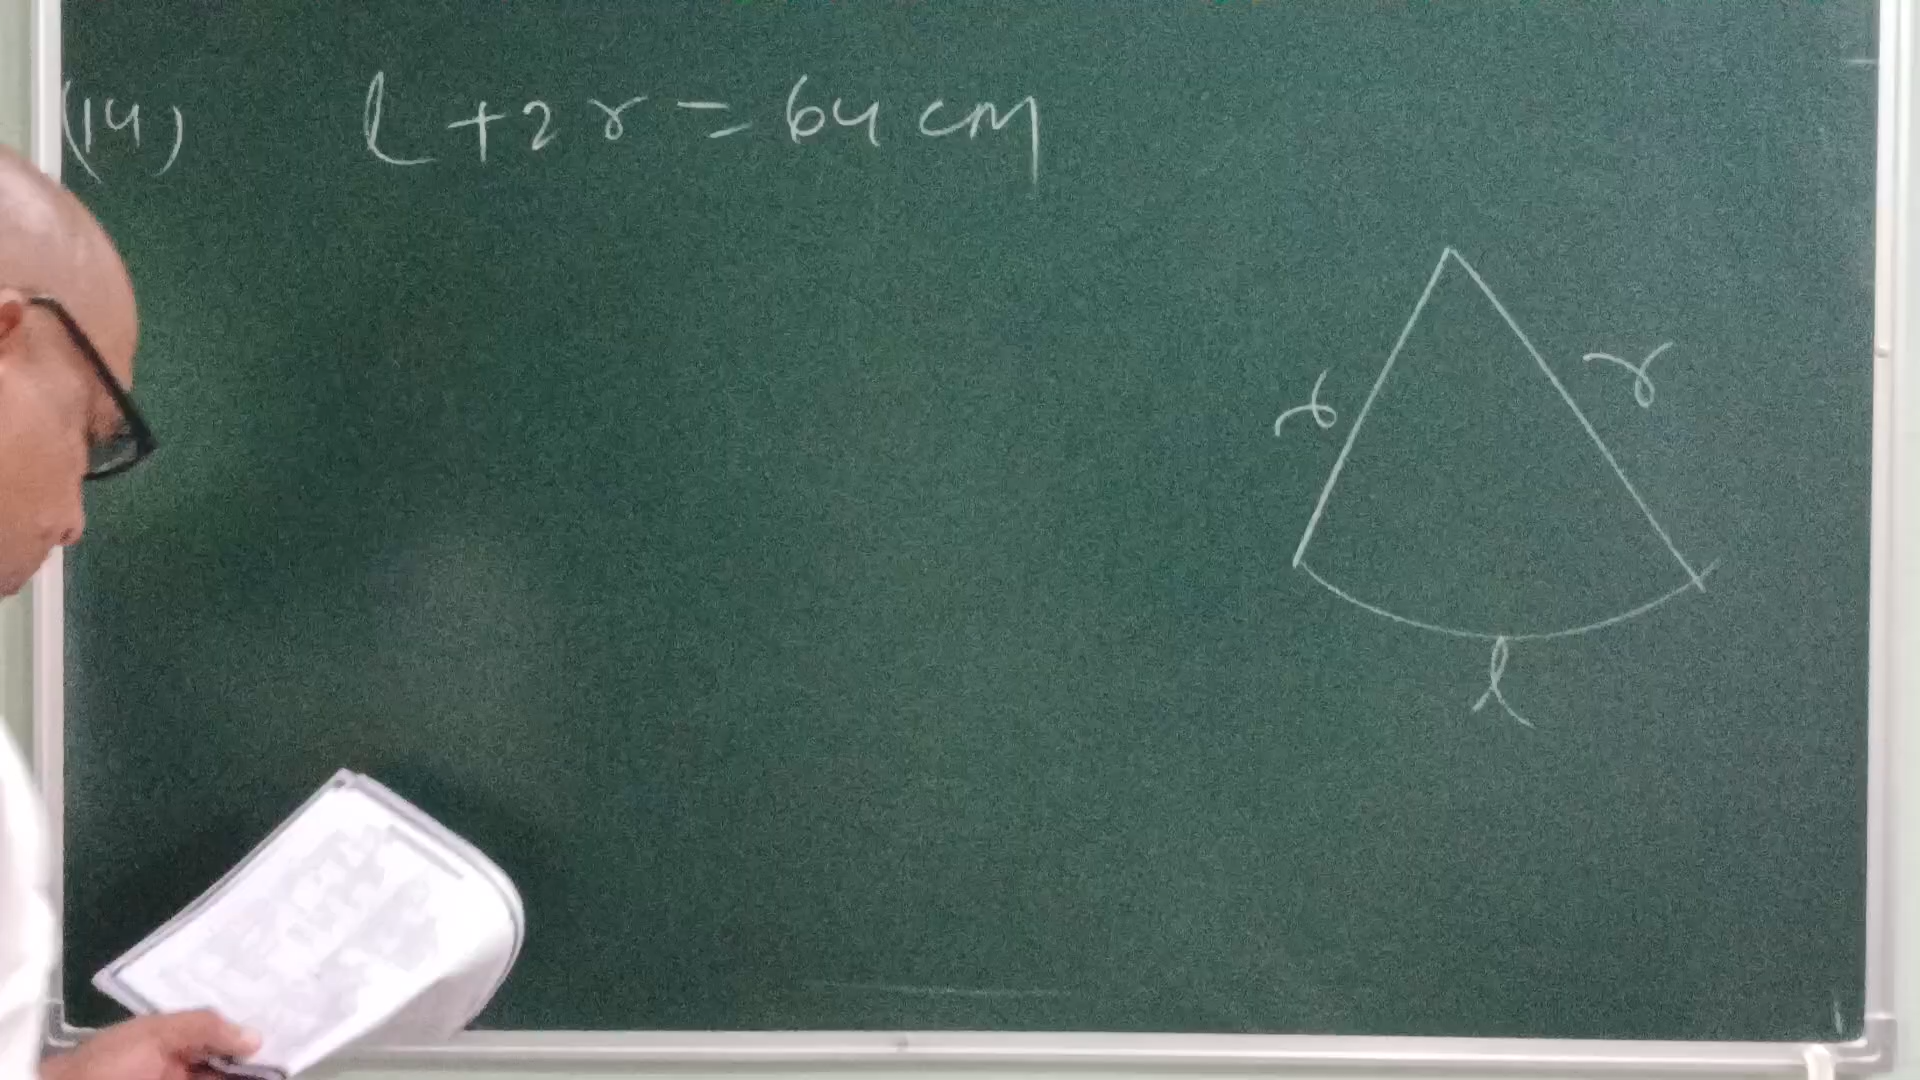 (14) l + 2r = 64 cm
r
r
l